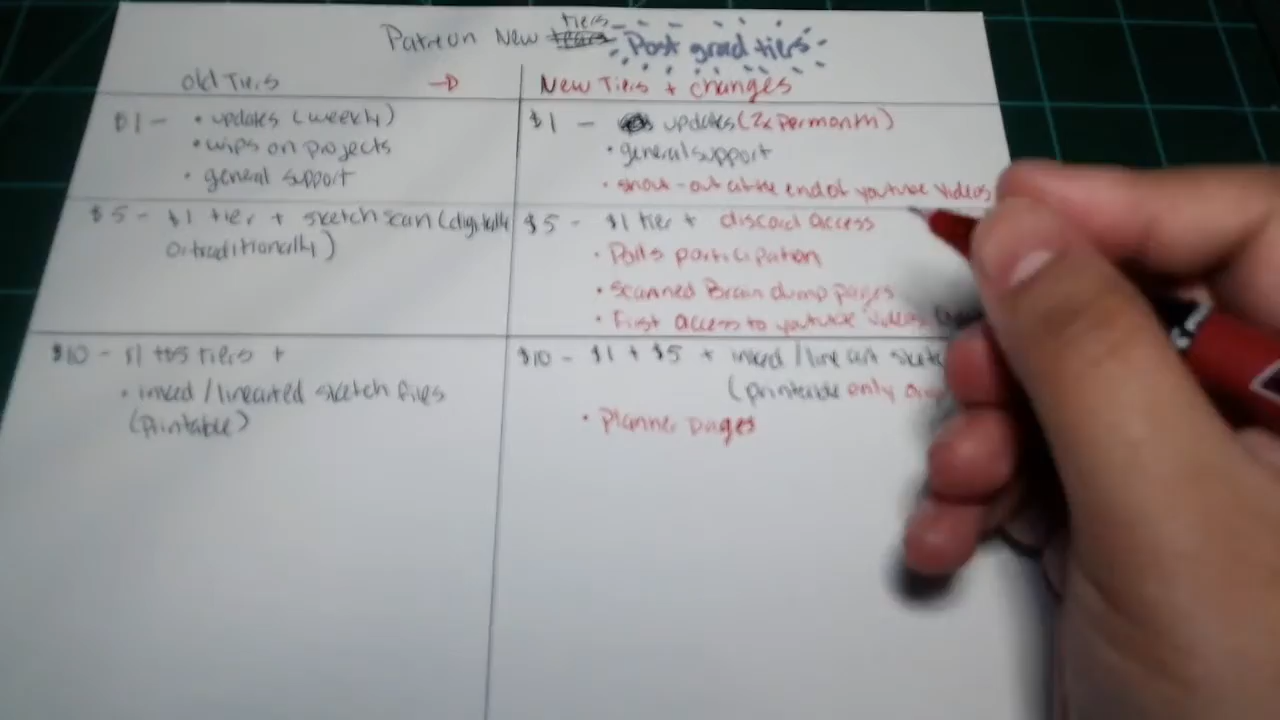 tiers
Patreon New tiers Post grad tiers
Old Tiers → New Tiers + changes
$1 - • updates (weekly)
• wips on projects
• general support
$1 - updates (2x per month)
• general support
• shout-out at the end of youtube videos
$5 - $1 tier + sketch scan (digitally
or traditionally)
$5 - $1 tier + discord access
• Polls participation
• Scanned Brain dump pages
• First access to youtube videos
$10 - $1 + $5 tiers +
• inked / linearted sketch files
(printable)
$10 - $1 + $5 + inked / line art
(printable only
• Planner pages